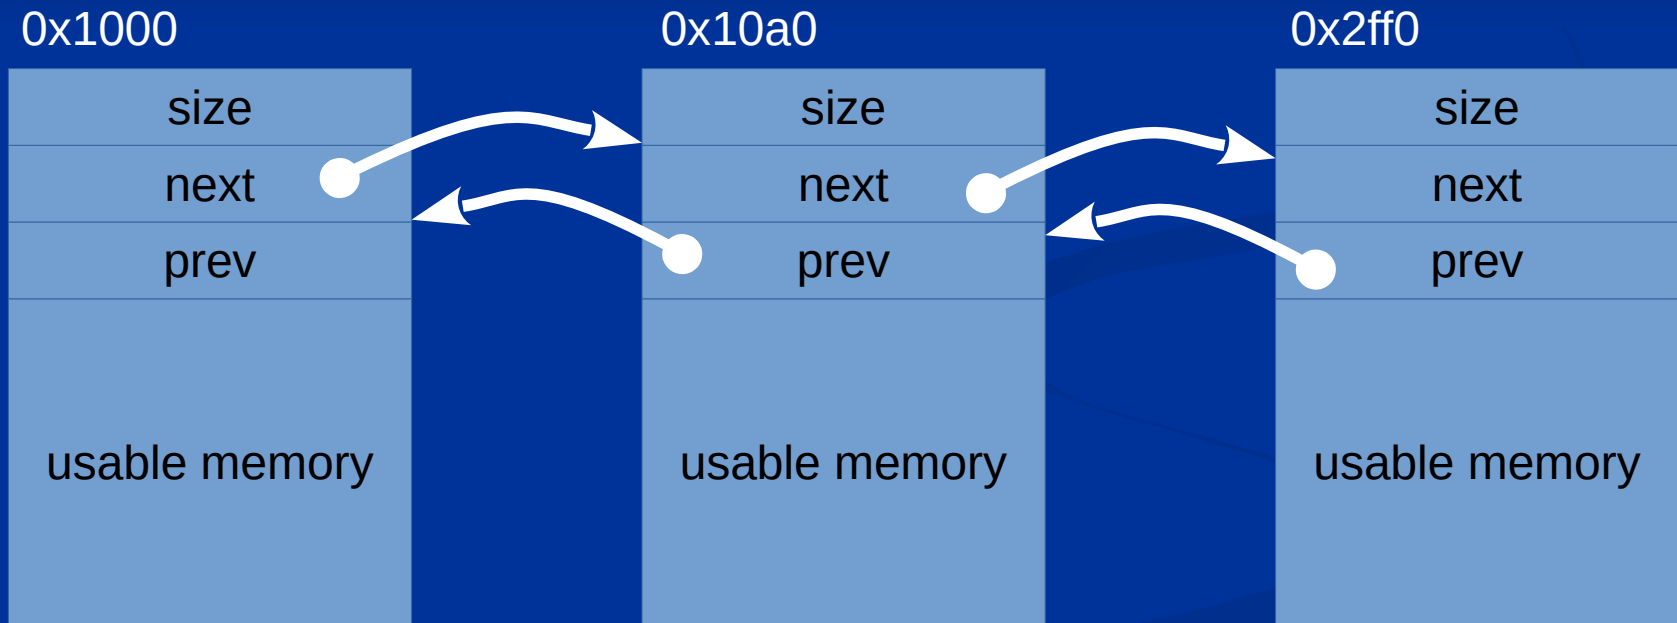 0x1000
0x10a0
0x2ff0
size
size
size
next
next
next
prev
prev
prev
usable memory
usable memory
usable memory